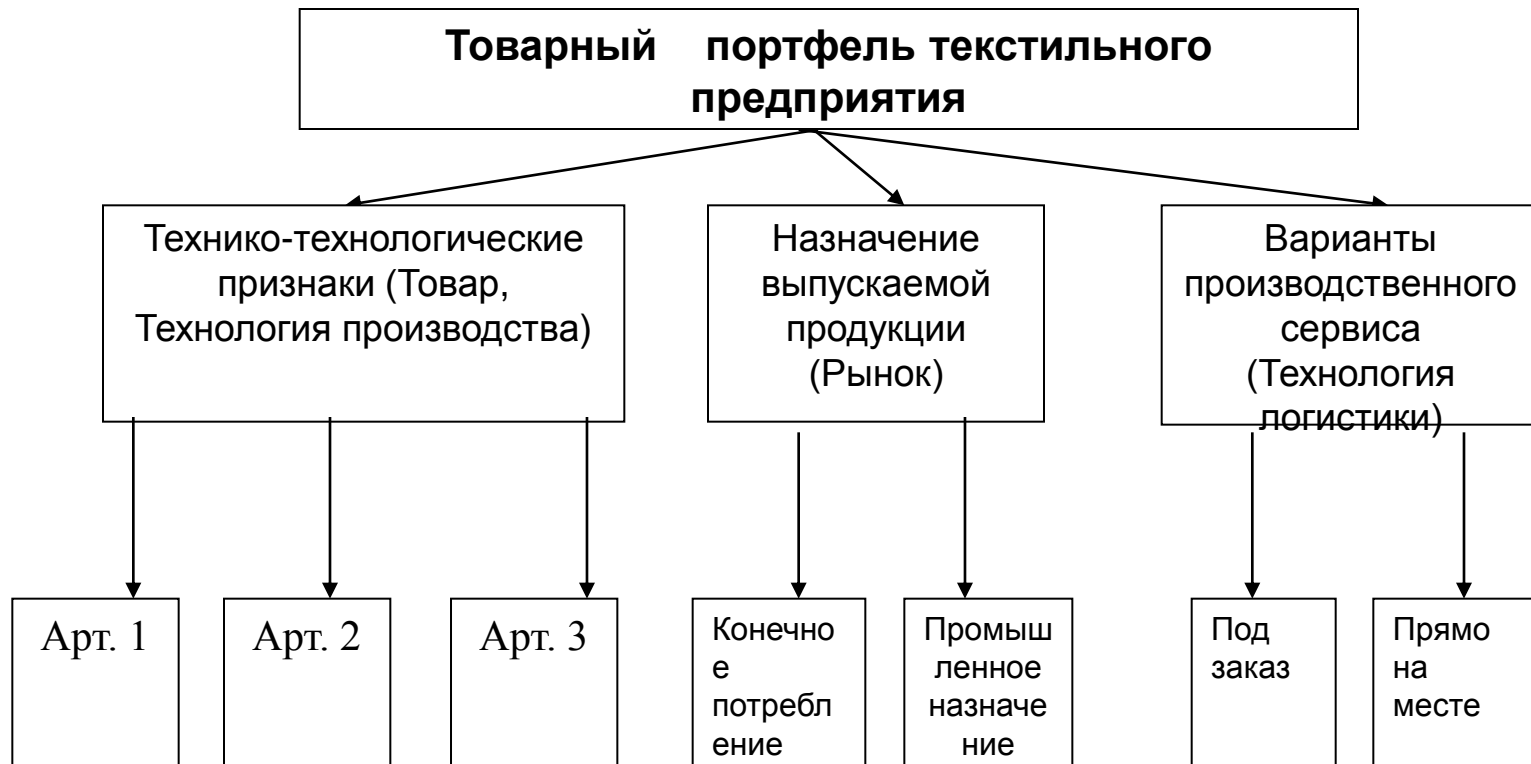 Товарный портфель текстильного
предприятия
Технико-технологические
признаки (Товар,
Технология производства)
Назначение
выпускаемой
продукции
(Рынок)
Варианты
производственного
сервиса
(Технология
логистики)
Арт. 1
Арт. 2
Арт. 3
Конечно
е
потребл
ение
Промыш
ленное
назначе
ние
Под
заказ
Прямо
на
месте